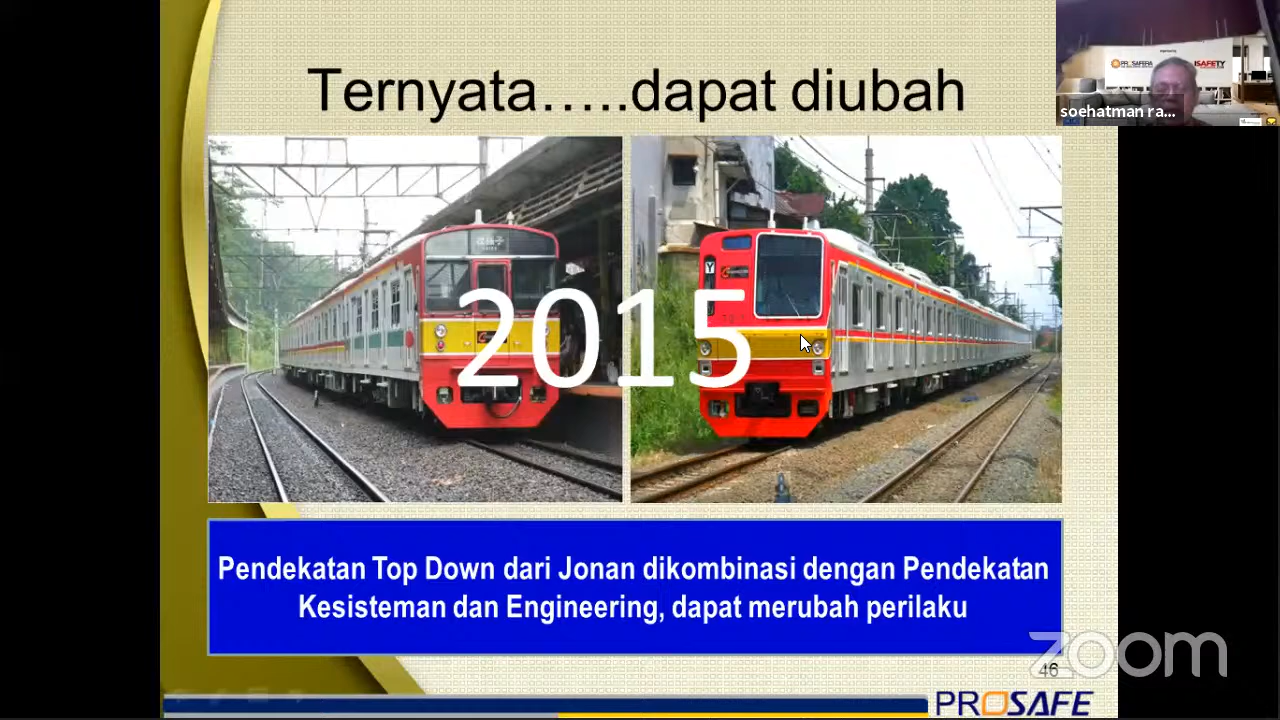 Ternyata…..dapat diubah
soehatman ra...
ISAFETY
Y
2015
Pendekatan Top Down dari Jonan dikombinasi dengan Pendekatan
Kesisteman dan Engineering, dapat merubah perilaku
zoom
46
PROSAFE